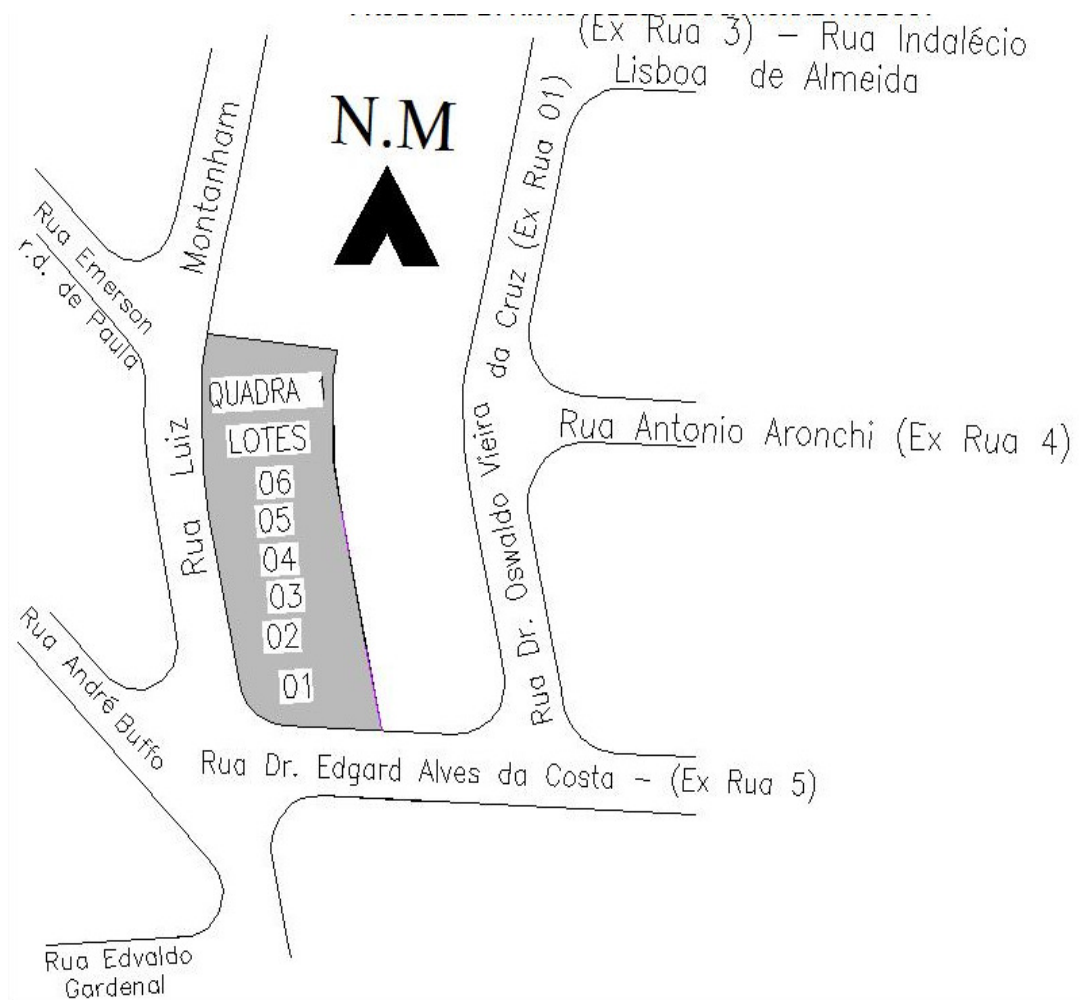 (Ex Rua 3) – Rua Indalécio
Lisboa de Almeida
N.M
Rua Luiz Montanham
Rua Emerson
r.d. de Paula
Rua Dr. Oswaldo Vieira da Cruz (Ex Rua 01)
QUADRA 1
LOTES
06
05
04
03
02
01
Rua Antonio Aronchi (Ex Rua 4)
Rua André Buffo
Rua Dr. Edgard Alves da Costa – (Ex Rua 5)
Rua Edvaldo
Gardenal